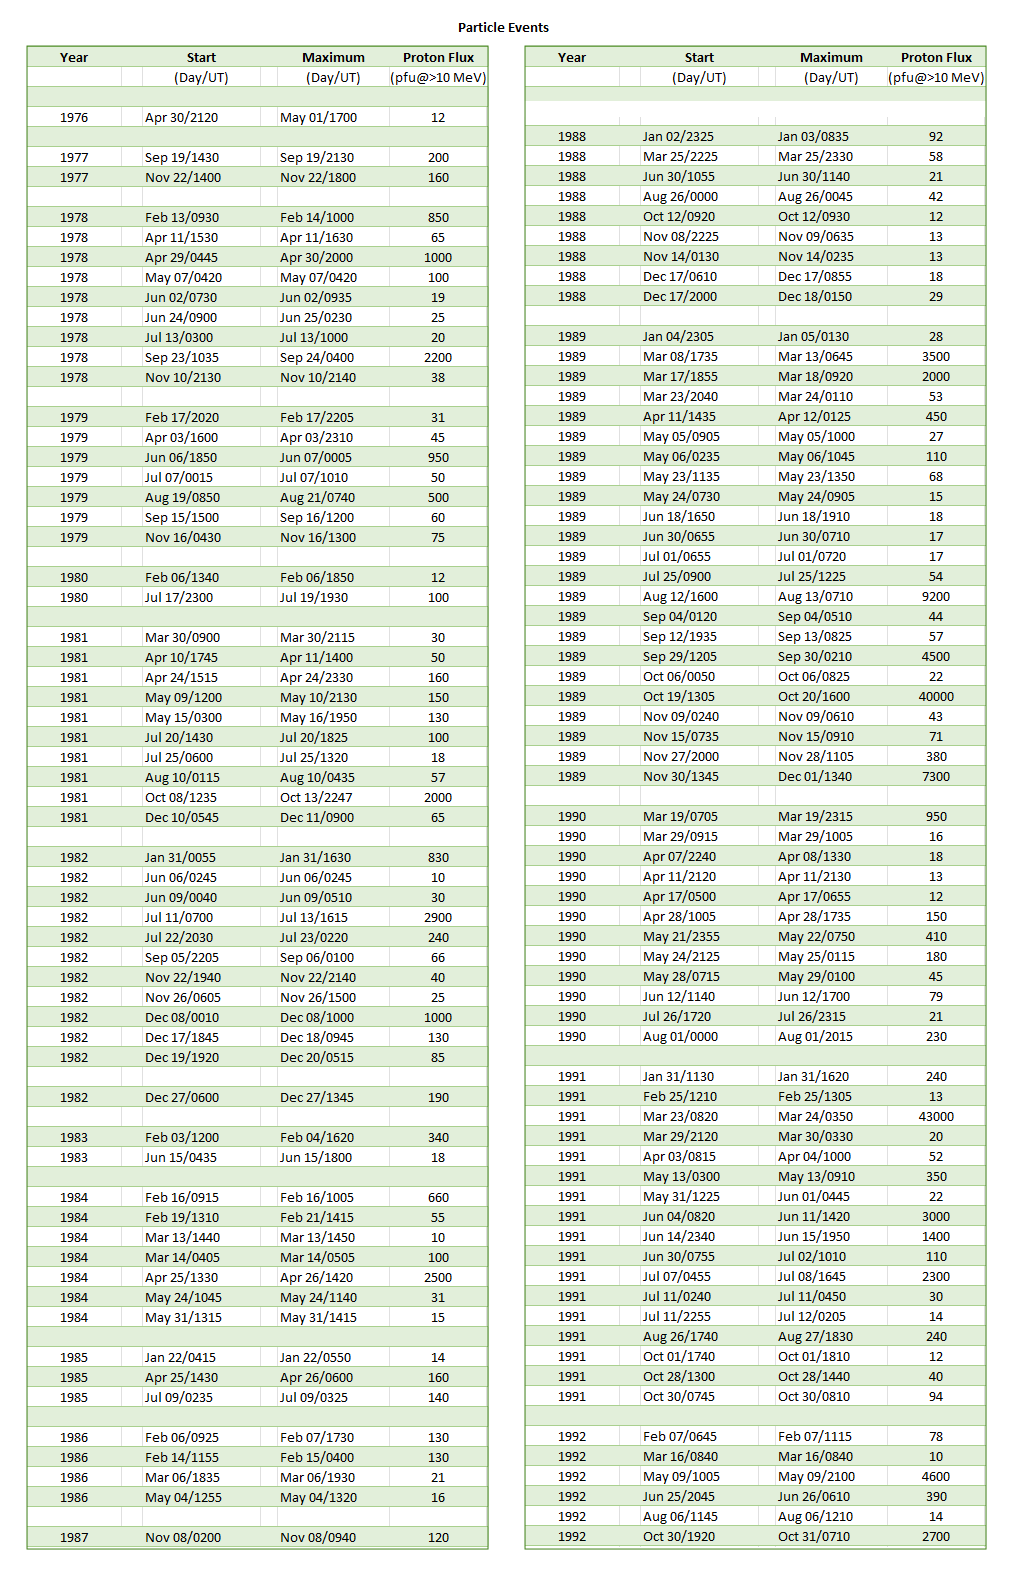 Particle Events
Year Start Maximum Proton Flux
(Day/UT) (Day/UT) (pfu@>10 MeV)
1976 Apr 30/2120 May 01/1700 12
1977 Sep 19/1430 Sep 19/2130 200
1977 Nov 22/1400 Nov 22/1800 160
1978 Feb 13/0930 Feb 14/1000 850
1978 Apr 11/1530 Apr 11/1630 65
1978 Apr 29/0445 Apr 30/2000 1000
1978 May 07/0420 May 07/0420 100
1978 Jun 02/0730 Jun 02/0935 19
1978 Jun 24/0900 Jun 25/0230 25
1978 Jul 13/0300 Jul 13/1000 20
1978 Sep 23/1035 Sep 24/0400 2200
1978 Nov 10/2130 Nov 10/2140 38
1979 Feb 17/2020 Feb 17/2205 31
1979 Apr 03/1600 Apr 03/2310 45
1979 Jun 06/1850 Jun 07/0005 950
1979 Jul 07/0015 Jul 07/1010 50
1979 Aug 19/0850 Aug 21/0740 500
1979 Sep 15/1500 Sep 16/1200 60
1979 Nov 16/0430 Nov 16/1300 75
1980 Feb 06/1340 Feb 06/1850 12
1980 Jul 17/2300 Jul 19/1930 100
1981 Mar 30/0900 Mar 30/2115 30
1981 Apr 10/1745 Apr 11/1400 50
1981 Apr 24/1515 Apr 24/2330 160
1981 May 09/1200 May 10/2130 150
1981 May 15/0300 May 16/1950 130
1981 Jul 20/1430 Jul 20/1825 100
1981 Jul 25/0600 Jul 25/1320 18
1981 Aug 10/0115 Aug 10/0435 57
1981 Oct 08/1235 Oct 13/2247 2000
1981 Dec 10/0545 Dec 11/0900 65
1982 Jan 31/0055 Jan 31/1630 830
1982 Jun 06/0245 Jun 06/0245 10
1982 Jun 09/0040 Jun 09/0510 30
1982 Jul 11/0700 Jul 13/1615 2900
1982 Jul 22/2030 Jul 23/0220 240
1982 Sep 05/2205 Sep 06/0100 66
1982 Nov 22/1940 Nov 22/2140 40
1982 Nov 26/0605 Nov 26/1500 25
1982 Dec 08/0010 Dec 08/1000 1000
1982 Dec 17/1845 Dec 18/0945 130
1982 Dec 19/1920 Dec 20/0515 85
1982 Dec 27/0600 Dec 27/1345 190
1983 Feb 03/1200 Feb 04/1620 340
1983 Jun 15/0435 Jun 15/1800 18
1984 Feb 16/0915 Feb 16/1005 660
1984 Feb 19/1310 Feb 21/1415 55
1984 Mar 13/1440 Mar 13/1450 10
1984 Mar 14/0405 Mar 14/0505 100
1984 Apr 25/1330 Apr 26/1420 2500
1984 May 24/1045 May 24/1140 31
1984 May 31/1315 May 31/1415 15
1985 Jan 22/0415 Jan 22/0550 14
1985 Apr 25/1430 Apr 26/0600 160
1985 Jul 09/0235 Jul 09/0325 140
1986 Feb 06/0925 Feb 07/1730 130
1986 Feb 14/1155 Feb 15/0400 130
1986 Mar 06/1835 Mar 06/1930 21
1986 May 04/1255 May 04/1320 16
1987 Nov 08/0200 Nov 08/0940 120
Year Start Maximum Proton Flux
(Day/UT) (Day/UT) (pfu@>10 MeV)
1988 Jan 02/2325 Jan 03/0835 92
1988 Mar 25/2225 Mar 25/2330 58
1988 Jun 30/1055 Jun 30/1140 21
1988 Aug 26/0000 Aug 26/0045 42
1988 Oct 12/0920 Oct 12/0930 12
1988 Nov 08/2225 Nov 09/0635 13
1988 Nov 14/0130 Nov 14/0235 13
1988 Dec 17/0610 Dec 17/0855 18
1988 Dec 17/2000 Dec 18/0150 29
1989 Jan 04/2305 Jan 05/0130 28
1989 Mar 08/1735 Mar 13/0645 3500
1989 Mar 17/1855 Mar 18/0920 2000
1989 Mar 23/2040 Mar 24/0110 53
1989 Apr 11/1435 Apr 12/0125 450
1989 May 05/0905 May 05/1000 27
1989 May 06/0235 May 06/1045 110
1989 May 23/1135 May 23/1350 68
1989 May 24/0730 May 24/0905 15
1989 Jun 18/1650 Jun 18/1910 18
1989 Jun 30/0655 Jun 30/0710 17
1989 Jul 01/0655 Jul 01/0720 17
1989 Jul 25/0900 Jul 25/1225 54
1989 Aug 12/1600 Aug 13/0710 9200
1989 Sep 04/0120 Sep 04/0510 44
1989 Sep 12/1935 Sep 13/0825 57
1989 Sep 29/1205 Sep 30/0210 4500
1989 Oct 06/0050 Oct 06/0825 22
1989 Oct 19/1305 Oct 20/1600 40000
1989 Nov 09/0240 Nov 09/0610 43
1989 Nov 15/0735 Nov 15/0910 71
1989 Nov 27/2000 Nov 28/1105 380
1989 Nov 30/1345 Dec 01/1340 7300
1990 Mar 19/0705 Mar 19/2315 950
1990 Mar 29/0915 Mar 29/1005 16
1990 Apr 07/2240 Apr 08/1330 18
1990 Apr 11/2120 Apr 11/2130 13
1990 Apr 17/0500 Apr 17/0655 12
1990 Apr 28/1005 Apr 28/1735 150
1990 May 21/2355 May 22/0750 410
1990 May 24/2125 May 25/0115 180
1990 May 28/0715 May 29/0100 45
1990 Jun 12/1140 Jun 12/1700 79
1990 Jul 26/1720 Jul 26/2315 21
1990 Aug 01/0000 Aug 01/2015 230
1991 Jan 31/1130 Jan 31/1620 240
1991 Feb 25/1210 Feb 25/1305 13
1991 Mar 23/0820 Mar 24/0350 43000
1991 Mar 29/2120 Mar 30/0330 20
1991 Apr 03/0815 Apr 04/1000 52
1991 May 13/0300 May 13/0910 350
1991 May 31/1225 Jun 01/0445 22
1991 Jun 04/0820 Jun 11/1420 3000
1991 Jun 14/2340 Jun 15/1950 1400
1991 Jun 30/0755 Jul 02/1010 110
1991 Jul 07/0455 Jul 08/1645 2300
1991 Jul 11/0240 Jul 11/0450 30
1991 Jul 11/2255 Jul 12/0205 14
1991 Aug 26/1740 Aug 27/1830 240
1991 Oct 01/1740 Oct 01/1810 12
1991 Oct 28/1300 Oct 28/1440 40
1991 Oct 30/0745 Oct 30/0810 94
1992 Feb 07/0645 Feb 07/1115 78
1992 Mar 16/0840 Mar 16/0840 10
1992 May 09/1005 May 09/2100 4600
1992 Jun 25/2045 Jun 26/0610 390
1992 Aug 06/1145 Aug 06/1210 14
1992 Oct 30/1920 Oct 31/0710 2700